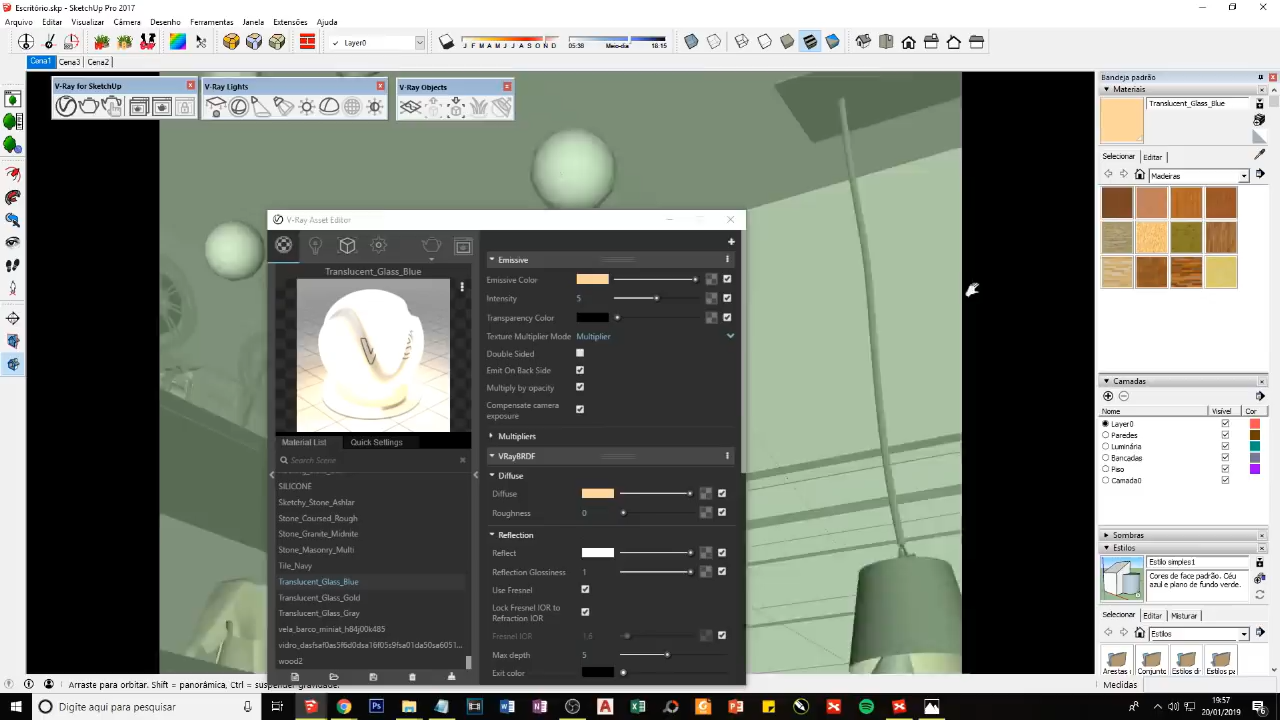 Escritório.skp - SketchUp Pro 2017
Arquivo Editar Visualizar Câmera Desenhar Ferramentas Janela Extensões Ajuda
Layer0
J F M A M J J A S O N D 05:38 Meio-dia 18:15
Cena1 Cena3 Cena2
V-Ray for SketchUp
V-Ray Lights
V-Ray Objects
V-Ray Asset Editor
Translucent_Glass_Blue
Material List
Quick Settings
Search Scene
SILICONE
Sketchy_Stone_Ashlar
Stone_Coursed_Rough
Stone_Granite_Midnite
Stone_Masonry_Multi
Tile_Navy
Translucent_Glass_Blue
Translucent_Glass_Gold
Translucent_Glass_Gray
vela_barco_miniat_h84j00k485
vidro_dasfsaf0as5f6d0dsa16f05s9fsa01da50sa6051...
wood2
Emissive
Emissive Color
Intensity 5
Transparency Color
Texture Multiplier Mode Multiplier
Double Sided
Emit On Back Side
Multiply by opacity
Compensate camera
exposure
Multipliers
VRayBRDF
Diffuse
Diffuse
Roughness 0
Reflection
Reflect
Reflection Glossiness 1
Use Fresnel
Lock Fresnel IOR to
Refraction IOR
Fresnel IOR 1,6
Max depth 5
Exit color
Bandeja padrão
Materiais
Translucent_Glass_Blue
Selecionar Editar
Madeiras
Camadas
Nome Visível Cor
Layer0
Paredes
Luminária
Bancadas
Piso
Camada0
Sombras
Estilos
Estilo simples1
Cores de face padrão. Cé
e plano de fundo verde.
Selecionar Editar Misturar
Estilos
Arestas
Medidas
Arraste para orbitar. Shift = panorâmica, Ctrl = suspender gravidade.
Digite aqui para pesquisar
19:57
20/01/2019